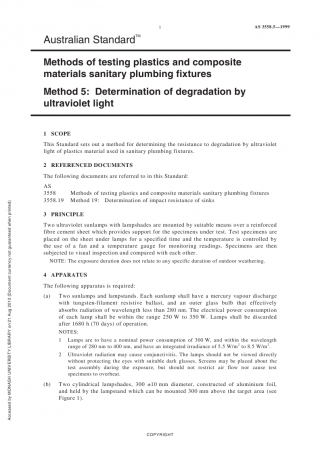 1
AS 3558.5—1999
Australian Standard™
Methods of testing plastics and composite
materials sanitary plumbing fixtures
Method 5: Determination of degradation by
ultraviolet light
1 SCOPE
This Standard sets out a method for determining the resistance to degradation by ultraviolet
light of plastics material used in sanitary plumbing fixtures.
2 REFERENCED DOCUMENTS
The following documents are referred to in this Standard:
AS
3558 Methods of testing plastics and composite materials sanitary plumbing fixtures
3558.19 Method 19: Determination of impact resistance of sinks
3 PRINCIPLE
Two ultraviolet sunlamps with lampshades are mounted by suitable means over a reinforced
fibre cement sheet which provides support for the specimens under test. Test specimens are
placed on the sheet under lamps for a specified time and the temperature is controlled by
the use of a fan and a temperature gauge for monitoring readings. Specimens are then
subjected to visual inspection and compared with each other.
NOTE: The exposure duration does not relate to any specific duration of outdoor weathering.
4 APPARATUS
The following apparatus is required:
(a) Two sunlamps and lampstands. Each sunlamp shall have a mercury vapour discharge
with tungsten-filament resistive ballast, and an outer glass bulb that effectively
absorbs radiation of wavelength less than 280 nm. The electrical power consumption
of each lamp shall be within the range 250 W to 350 W. Lamps shall be discarded
after 1680 h (70 days) of operation.
NOTES:
1 Lamps are to have a nominal power consumption of 300 W, and within the wavelength
range of 280 nm to 400 nm, and have an integrated irradiance of 5.5 W/m² to 8.5 W/m².
2 Ultraviolet radiation may cause conjunctivitis. The lamps should not be viewed directly
without protecting the eyes with suitable dark glasses. Screens may be placed about the
test assembly during the exposure, but should not restrict air flow nor cause test
specimens to overheat.
(b) Two cylindrical lampshades, 300 ±10 mm diameter, constructed of aluminium foil,
and held by the lampstand which can be mounted 300 mm above the target area (see
Figure 1).
COPYRIGHT
Accessed by MONASH UNIVERSITY LIBRARY on 21 Aug 2013 (Document currency not guaranteed when printed)